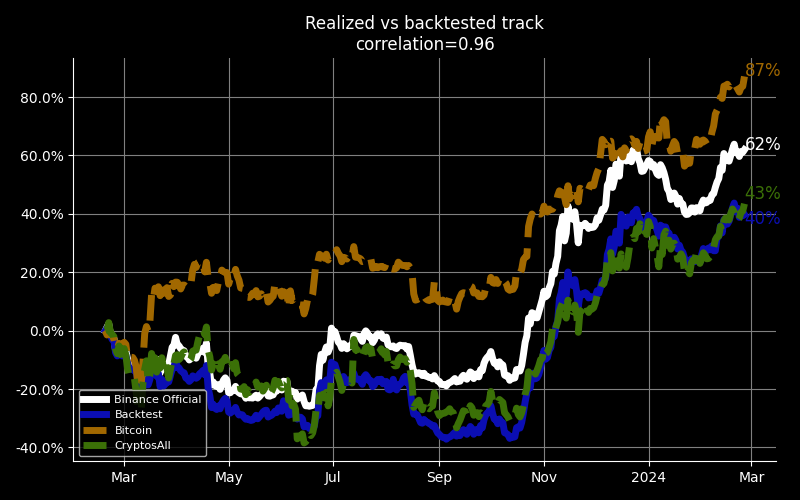 Realized vs backtested track
correlation=0.96
87%
80.0%
62%
60.0%
43%
40%
40.0%
20.0%
0.0%
-20.0%
-40.0%
Binance Official
Backtest
Bitcoin
CryptosAll
Mar May Jul Sep Nov 2024 Mar